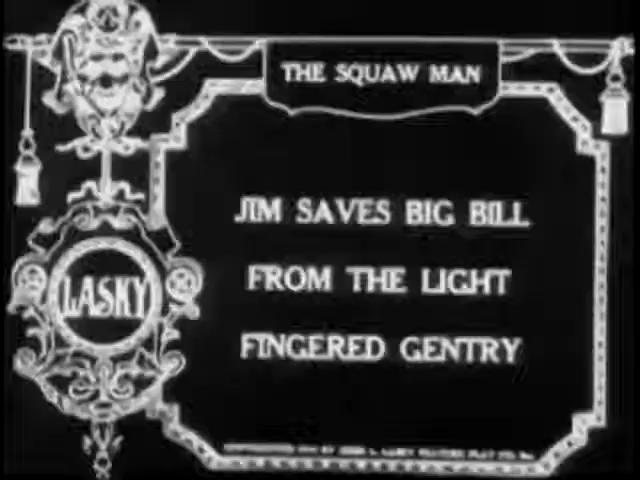 THE SQUAW MAN
JIM SAVES BIG BILL
FROM THE LIGHT
FINGERED GENTRY
LASKY